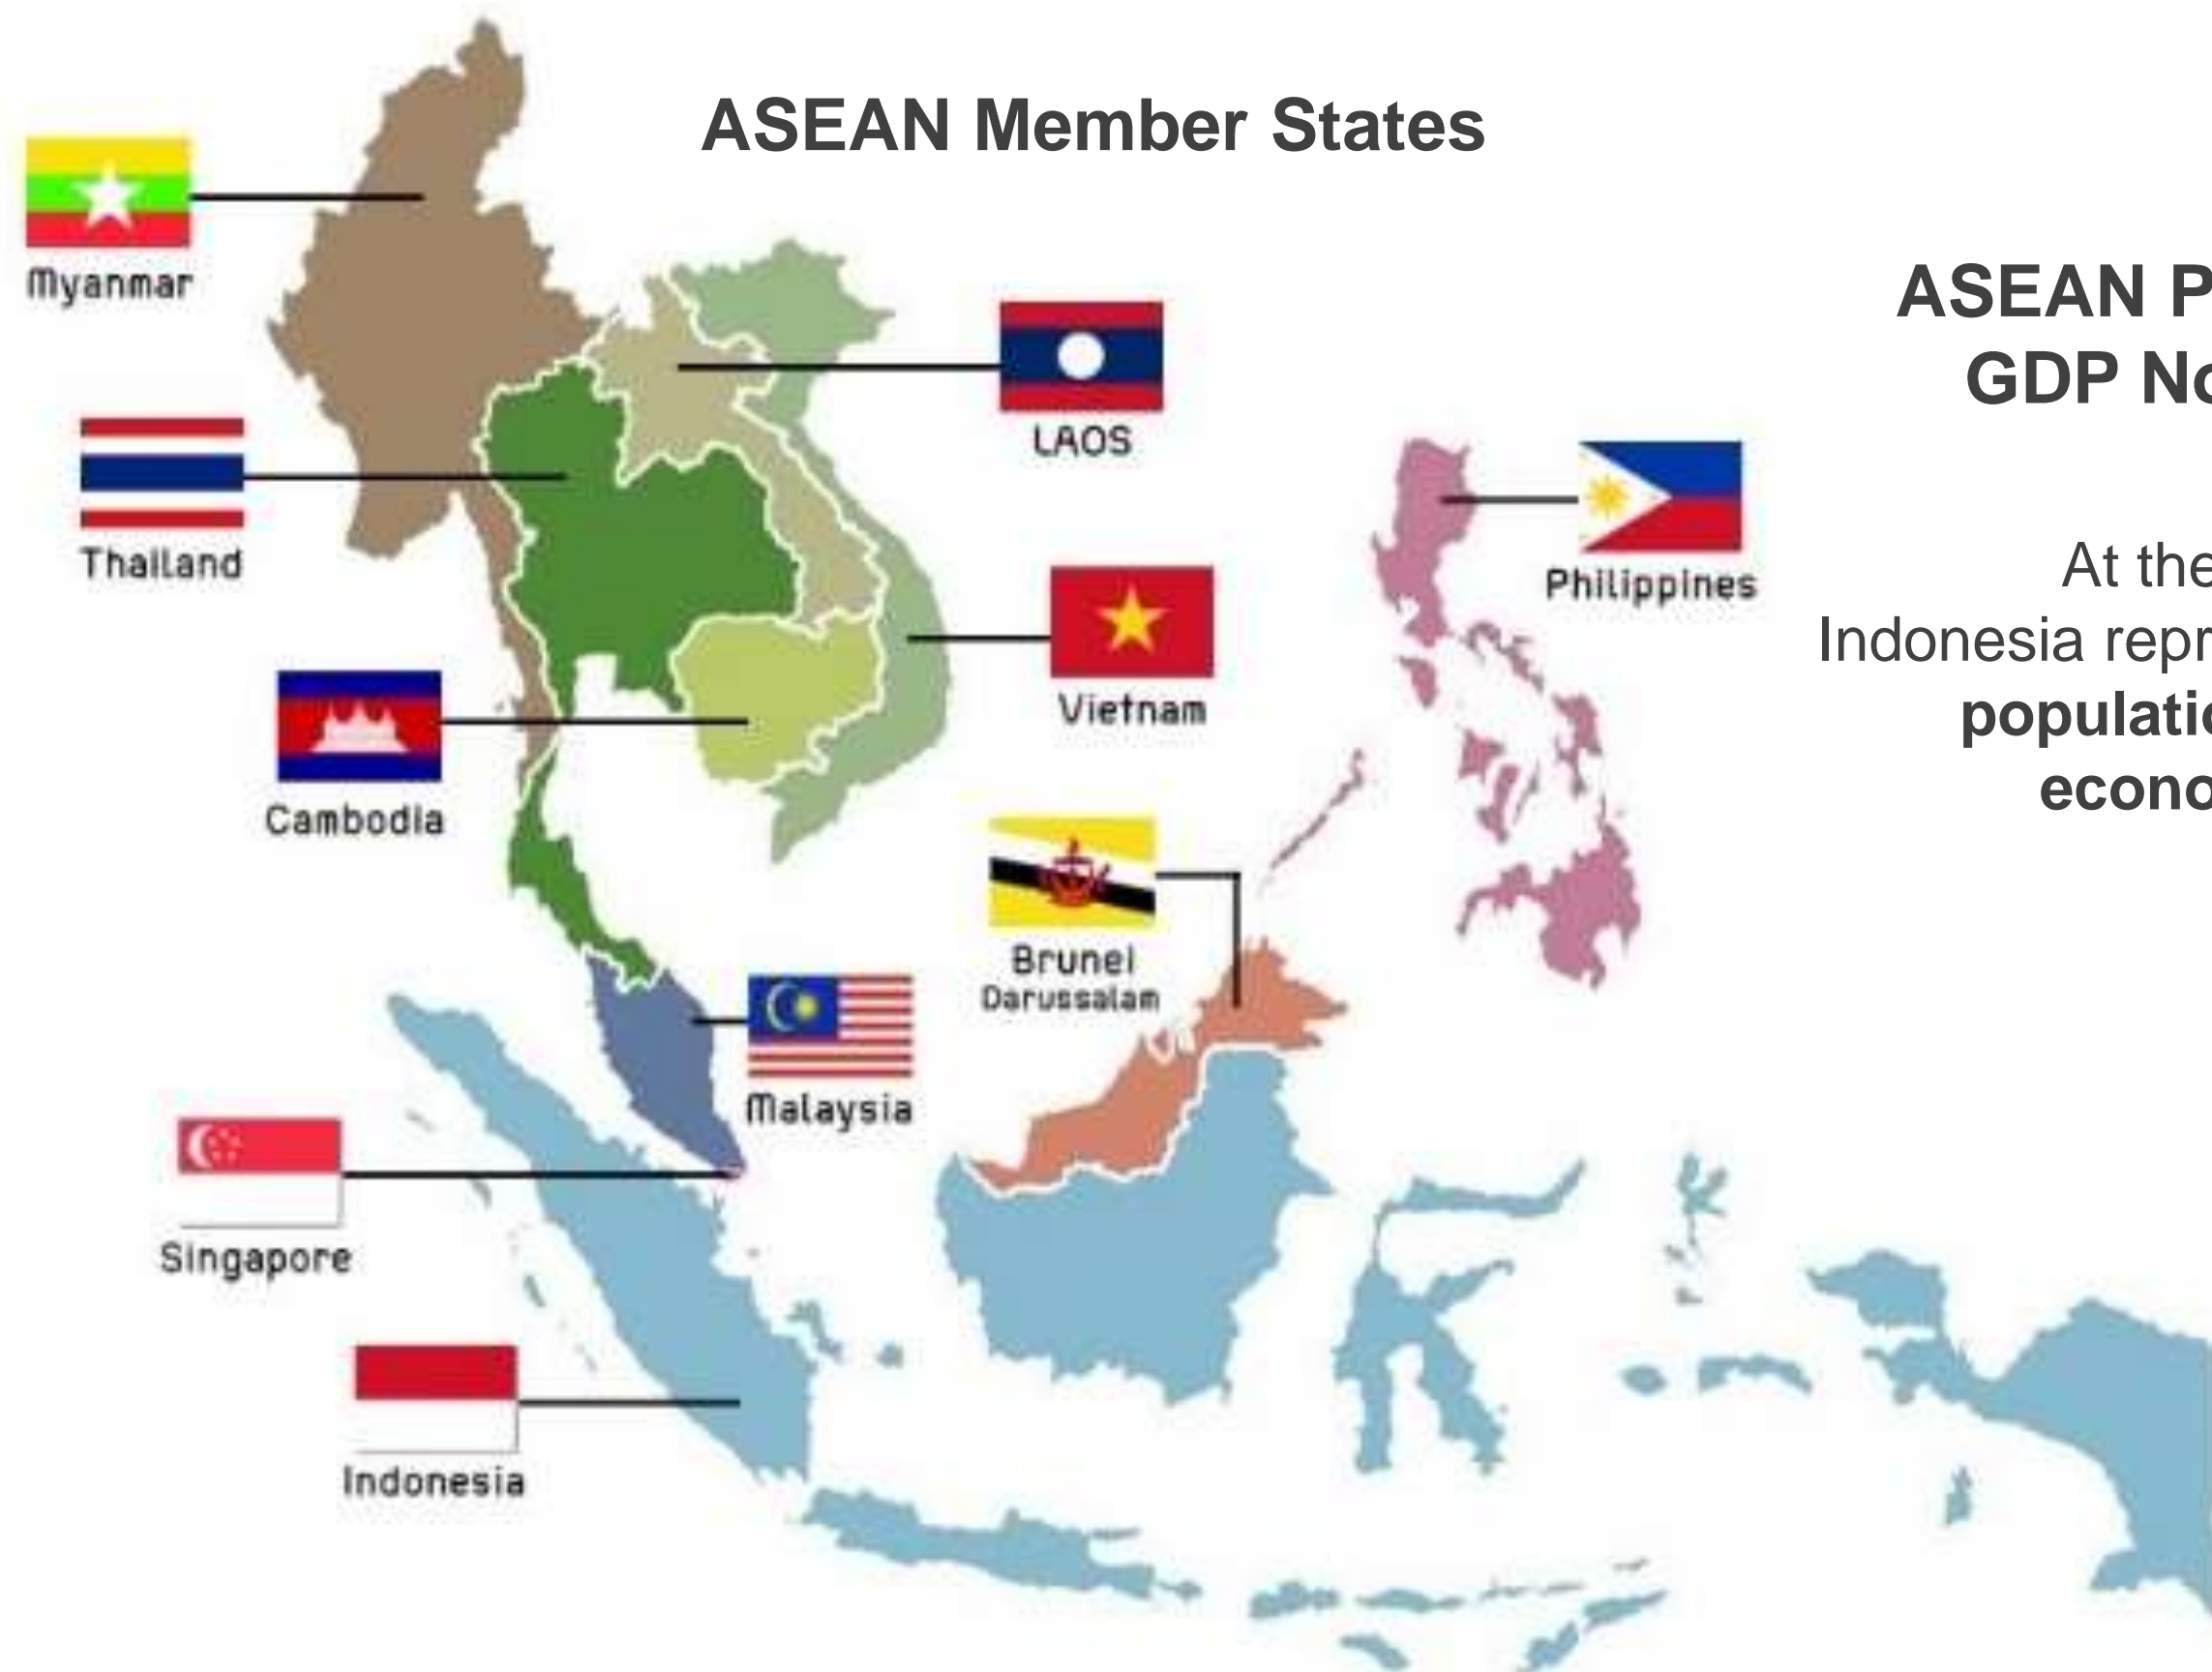 ASEAN Member States
Myanmar
LAOS
Thailand
Philippines
Vietnam
Cambodia
Brunei
Darussalam
Malaysia
Singapore
Indonesia
ASEAN P
GDP No
At the
Indonesia repr
populatio
econo